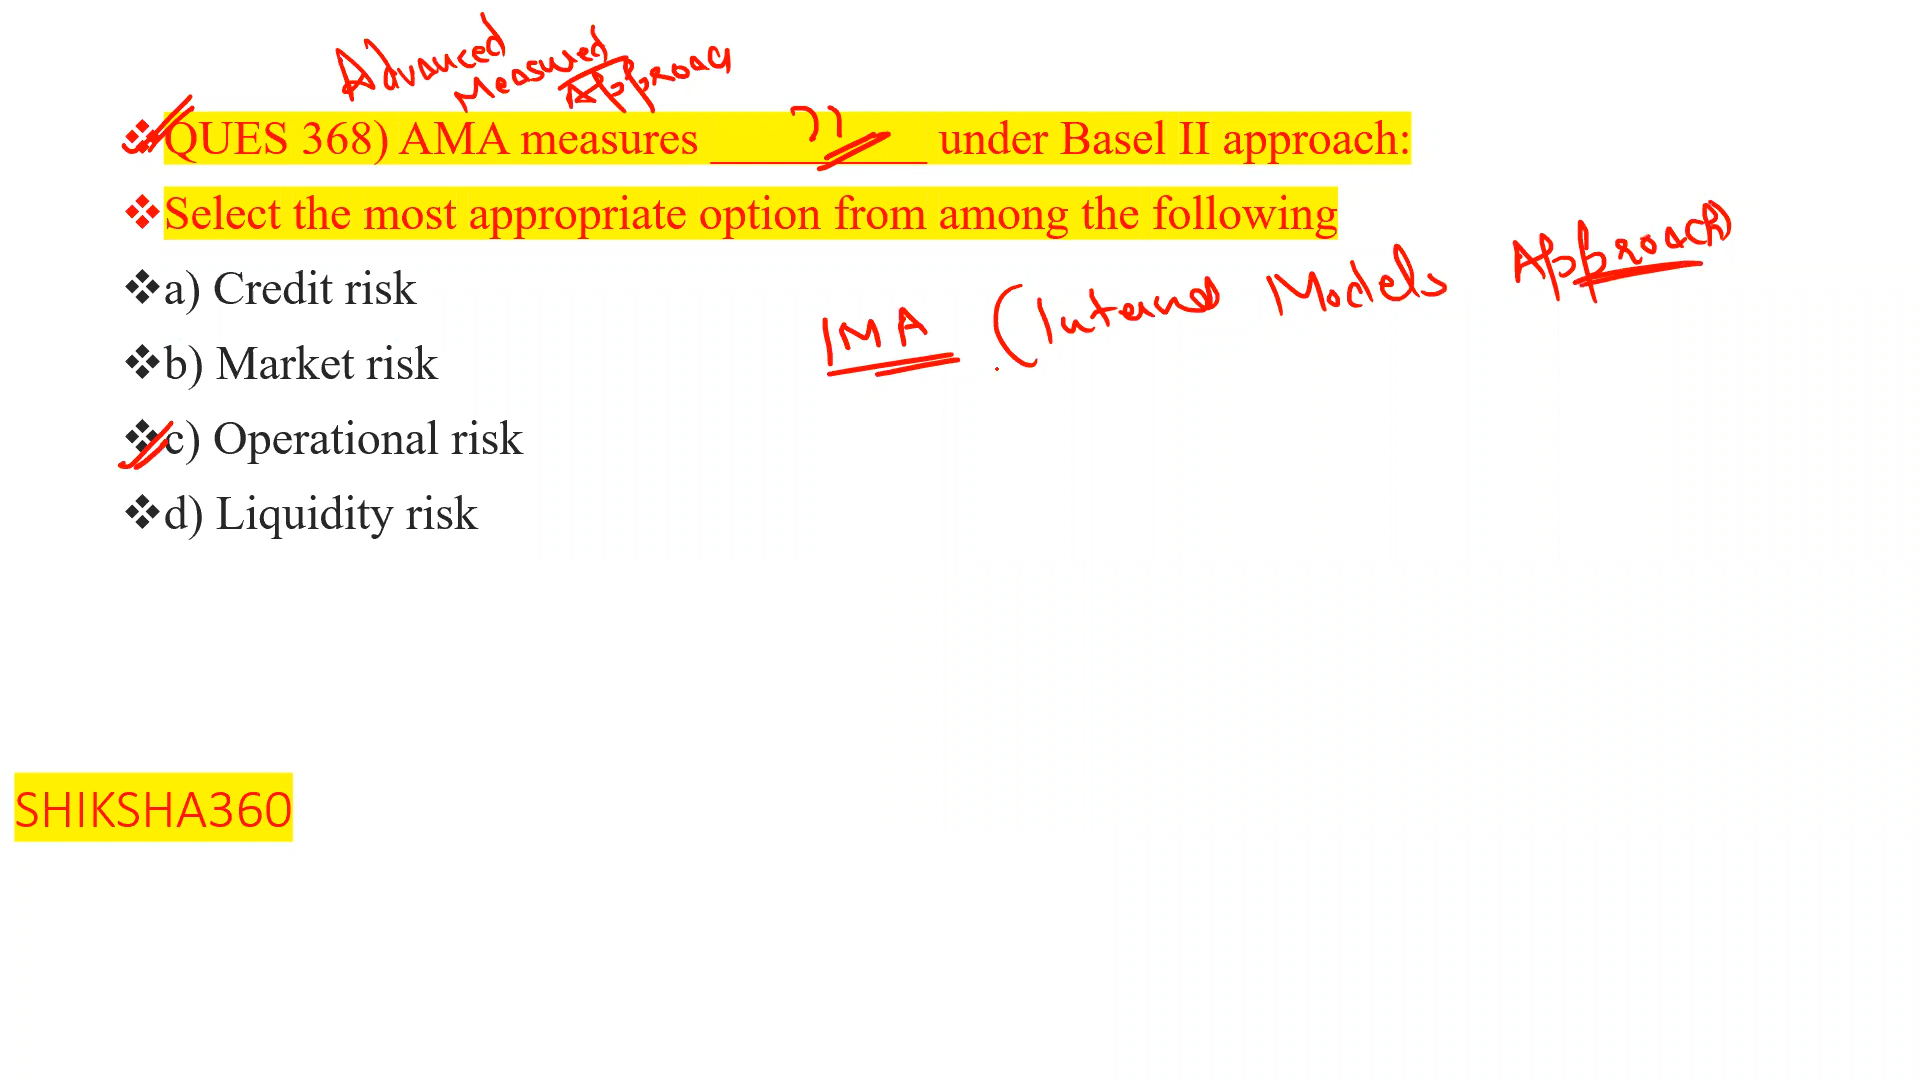 Advanced
Measured
Approach
❖QUES 368) AMA measures _________ under Basel II approach:
??
❖Select the most appropriate option from among the following
❖a) Credit risk
IMA (Internal Models Approach)
❖b) Market risk
❖c) Operational risk
❖d) Liquidity risk
SHIKSHA360